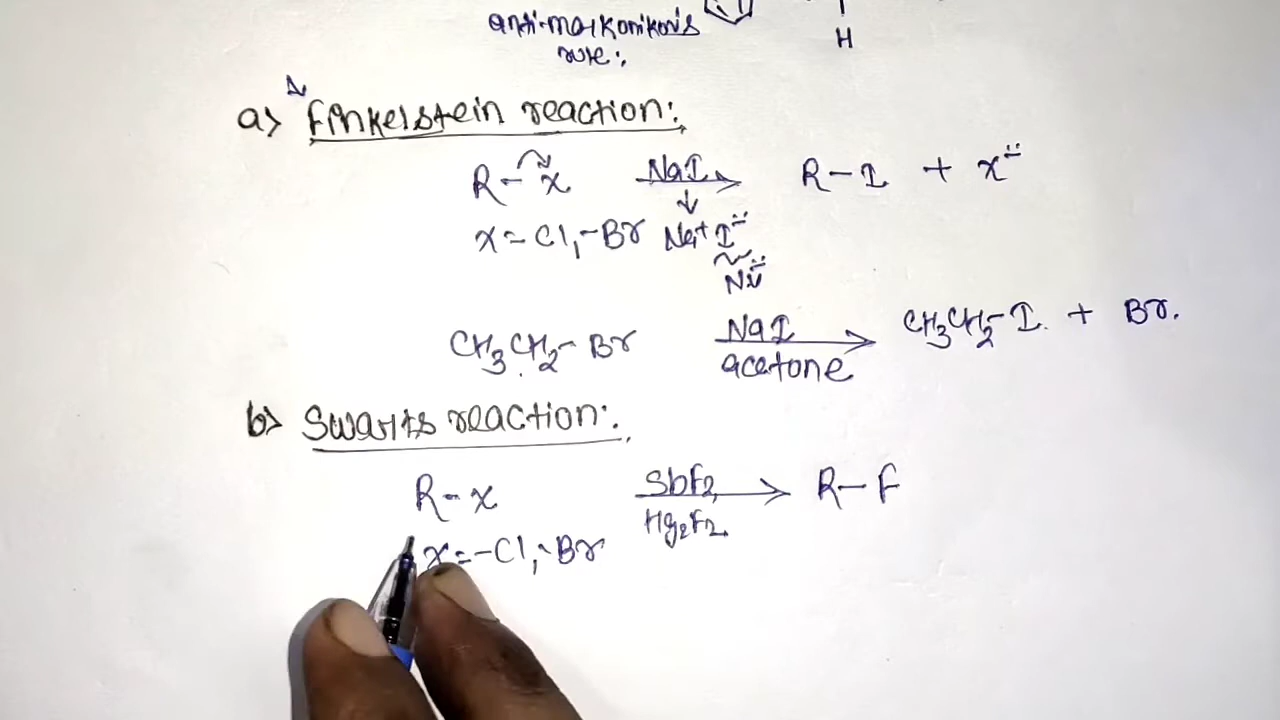 anti-markonikov's
rule:
H
a) Finkelstein reaction:
R-X NaI R-I + X⁻
X=Cl,-Br Na⁺ I⁻
Nu⁻
CH₃CH₂-Br NaI acetone CH₃CH₂-I. + Br.
b) Swarts reaction:
R-X SbF₂ R-F
Hg₂F₂
X=-Cl,-Br